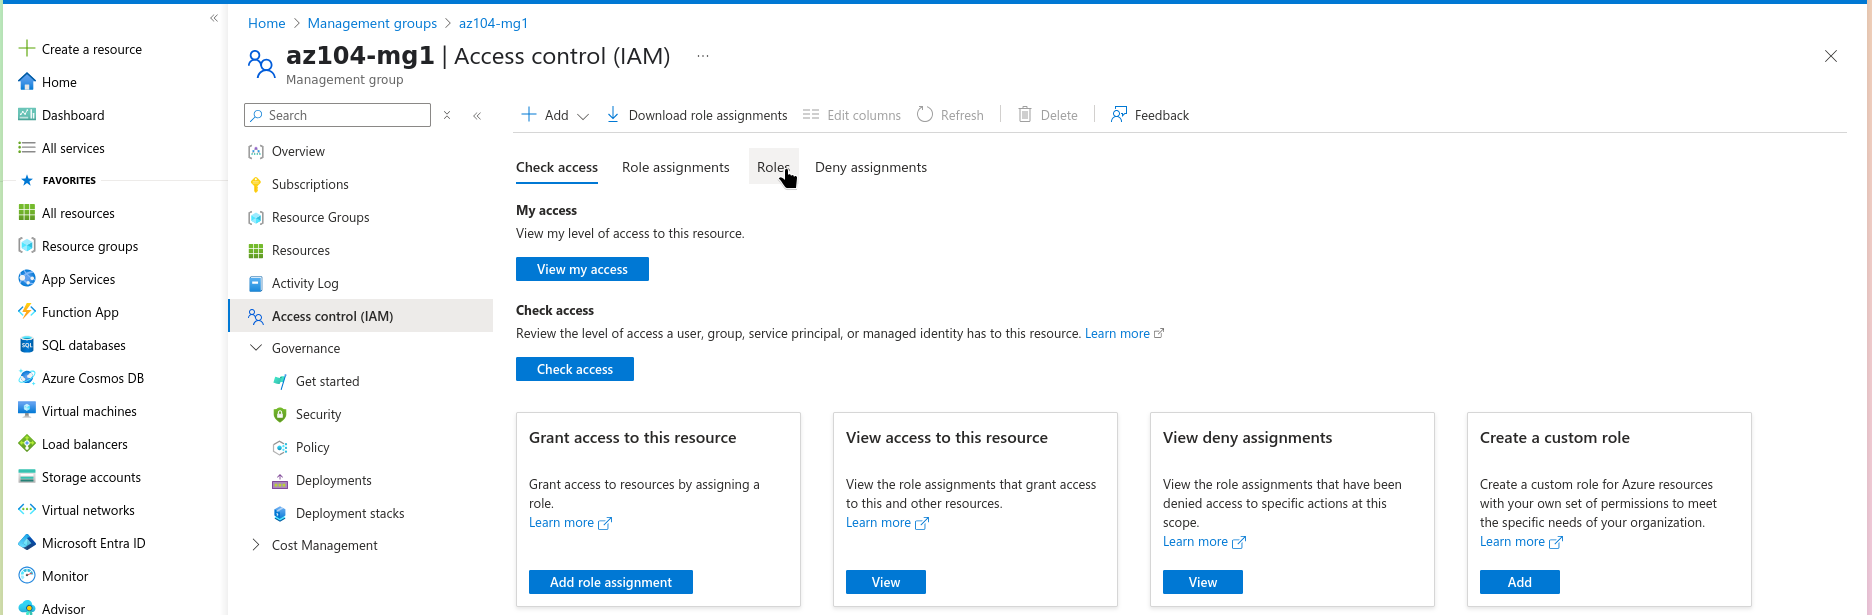 Home > Management groups > az104-mg1
az104-mg1 | Access control (IAM) ...
Management group
Create a resource
Home
Dashboard
All services
FAVORITES
All resources
Resource groups
App Services
Function App
SQL databases
Azure Cosmos DB
Virtual machines
Load balancers
Storage accounts
Virtual networks
Microsoft Entra ID
Monitor
Advisor
Search
Overview
Subscriptions
Resource Groups
Resources
Activity Log
Access control (IAM)
Governance
Get started
Security
Policy
Deployments
Deployment stacks
Cost Management
Add Download role assignments Edit columns Refresh Delete Feedback
Check access Role assignments Roles Deny assignments
My access
View my level of access to this resource.
View my access
Check access
Review the level of access a user, group, service principal, or managed identity has to this resource. Learn more
Check access
Grant access to this resource
Grant access to resources by assigning a
role.
Learn more
Add role assignment
View access to this resource
View the role assignments that grant access
to this and other resources.
Learn more
View
View deny assignments
View the role assignments that have been
denied access to specific actions at this
scope.
Learn more
View
Create a custom role
Create a custom role for Azure resources
with your own set of permissions to meet
the specific needs of your organization.
Learn more
Add